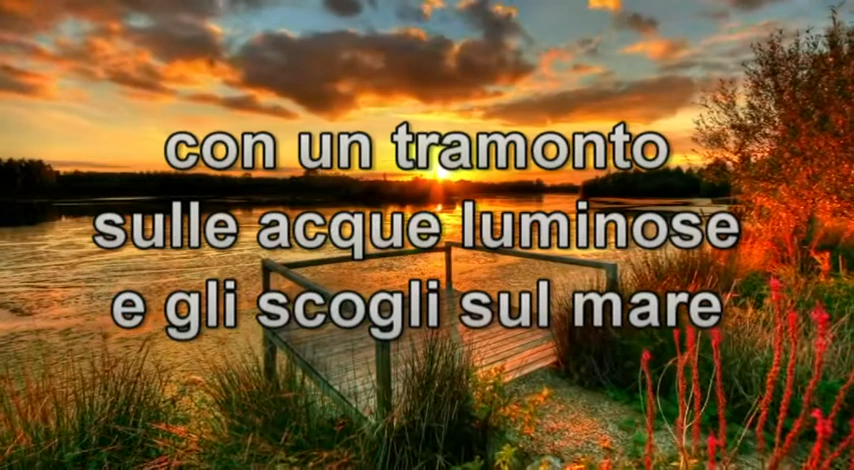 con un tramonto
sulle acque luminose
e gli scogli sul mare